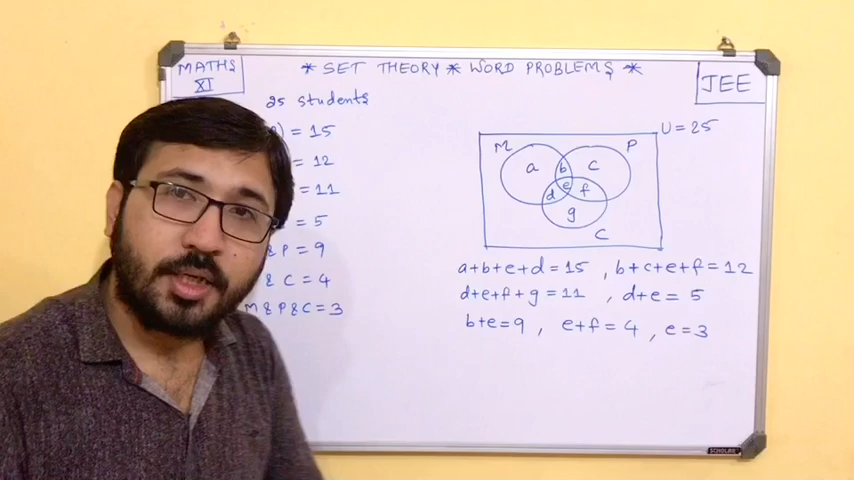 MATHS
XI
* SET THEORY * WORD PROBLEMS *
JEE
25 students
) = 15
= 12
= 11
= 5
& P = 9
& C = 4
M & P & C = 3
U = 25
M
P
a
b
c
e
d
f
g
C
a+b+e+d = 15 , b+c+e+f = 12
d+e+f+g = 11 , d+e = 5
b+e = 9 , e+f = 4 , e = 3
SCHOLAR